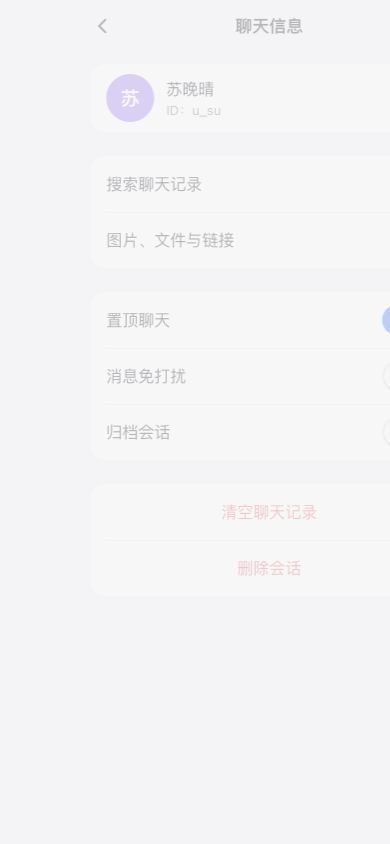 聊天信息
苏
苏晚晴
ID：u_su
搜索聊天记录
图片、文件与链接
置顶聊天
消息免打扰
归档会话
清空聊天记录
删除会话